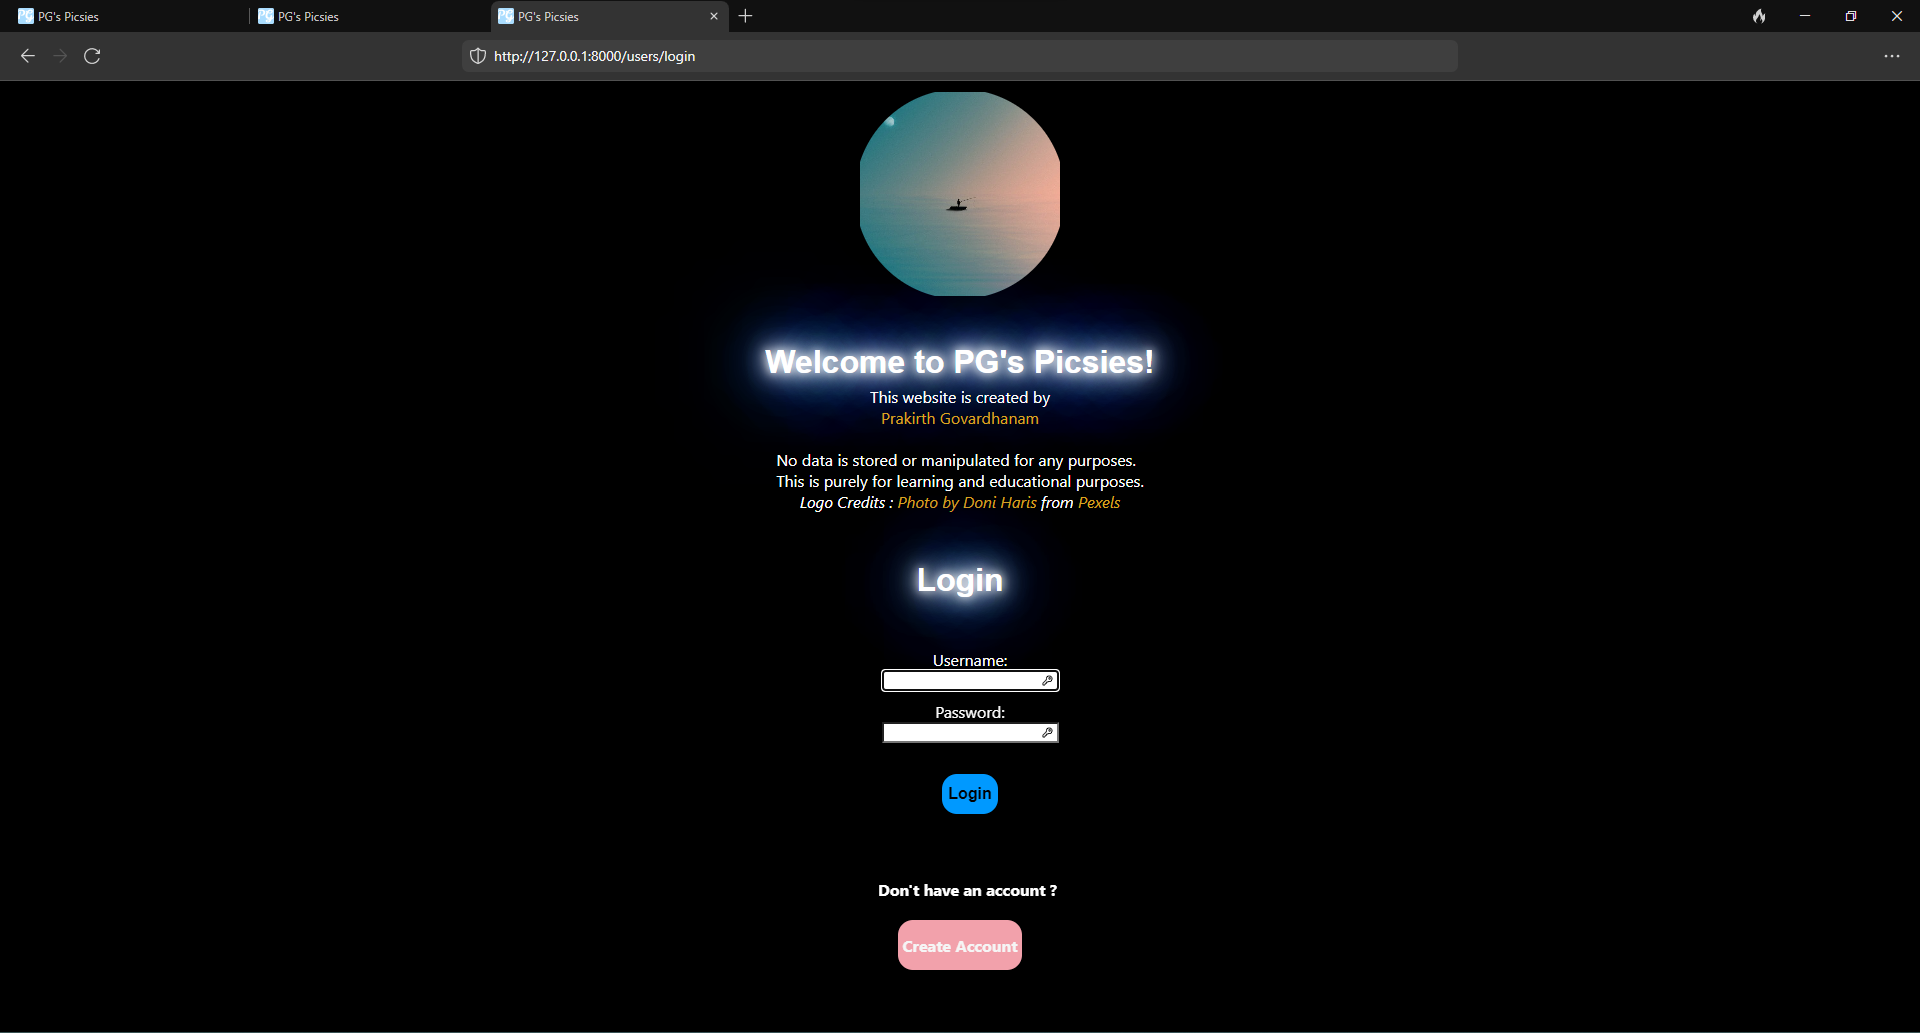 PG's Picsies
PG's Picsies
PG's Picsies
http://127.0.0.1:8000/users/login
Welcome to PG's Picsies!
This website is created by
Prakirth Govardhanam
No data is stored or manipulated for any purposes.
This is purely for learning and educational purposes.
Logo Credits : Photo by Doni Haris from Pexels
Login
Username:
Password:
Login
Don't have an account ?
Create Account